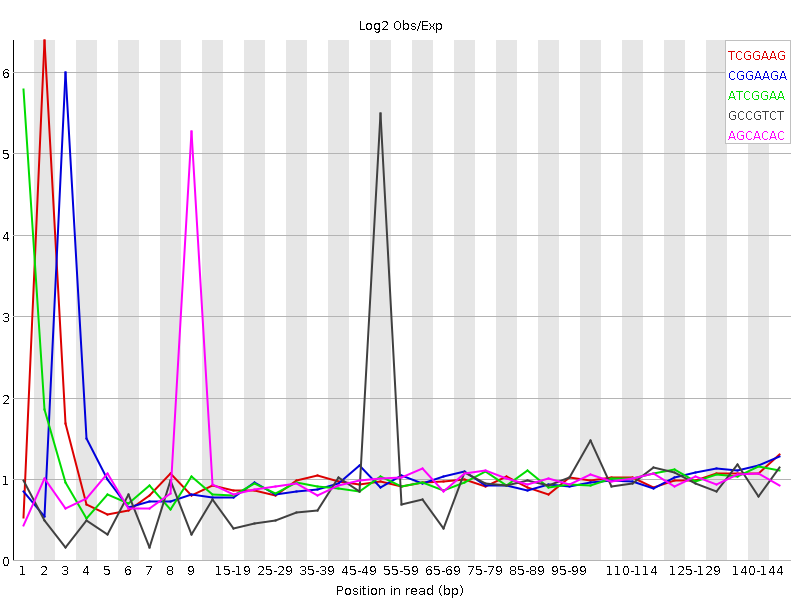 Log2 Obs/Exp
TCGGAAG
CGGAAGA
ATCGGAA
GCCGTCT
AGCACAC
6
5
4
3
2
1
0
1 2 3 4 5 6 7 8 9 15-19 25-29 35-39 45-49 55-59 65-69 75-79 85-89 95-99 110-114 125-129 140-144
Position in read (bp)